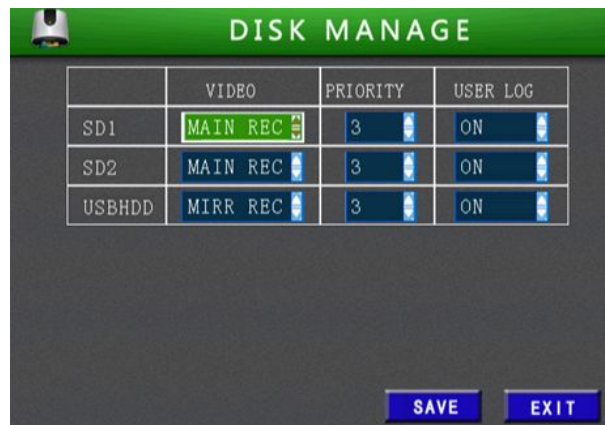 DISK MANAGE
VIDEO PRIORITY USER LOG
SD1 MAIN REC 3 ON
SD2 MAIN REC 3 ON
USBHDD MIRR REC 3 ON
SAVE EXIT